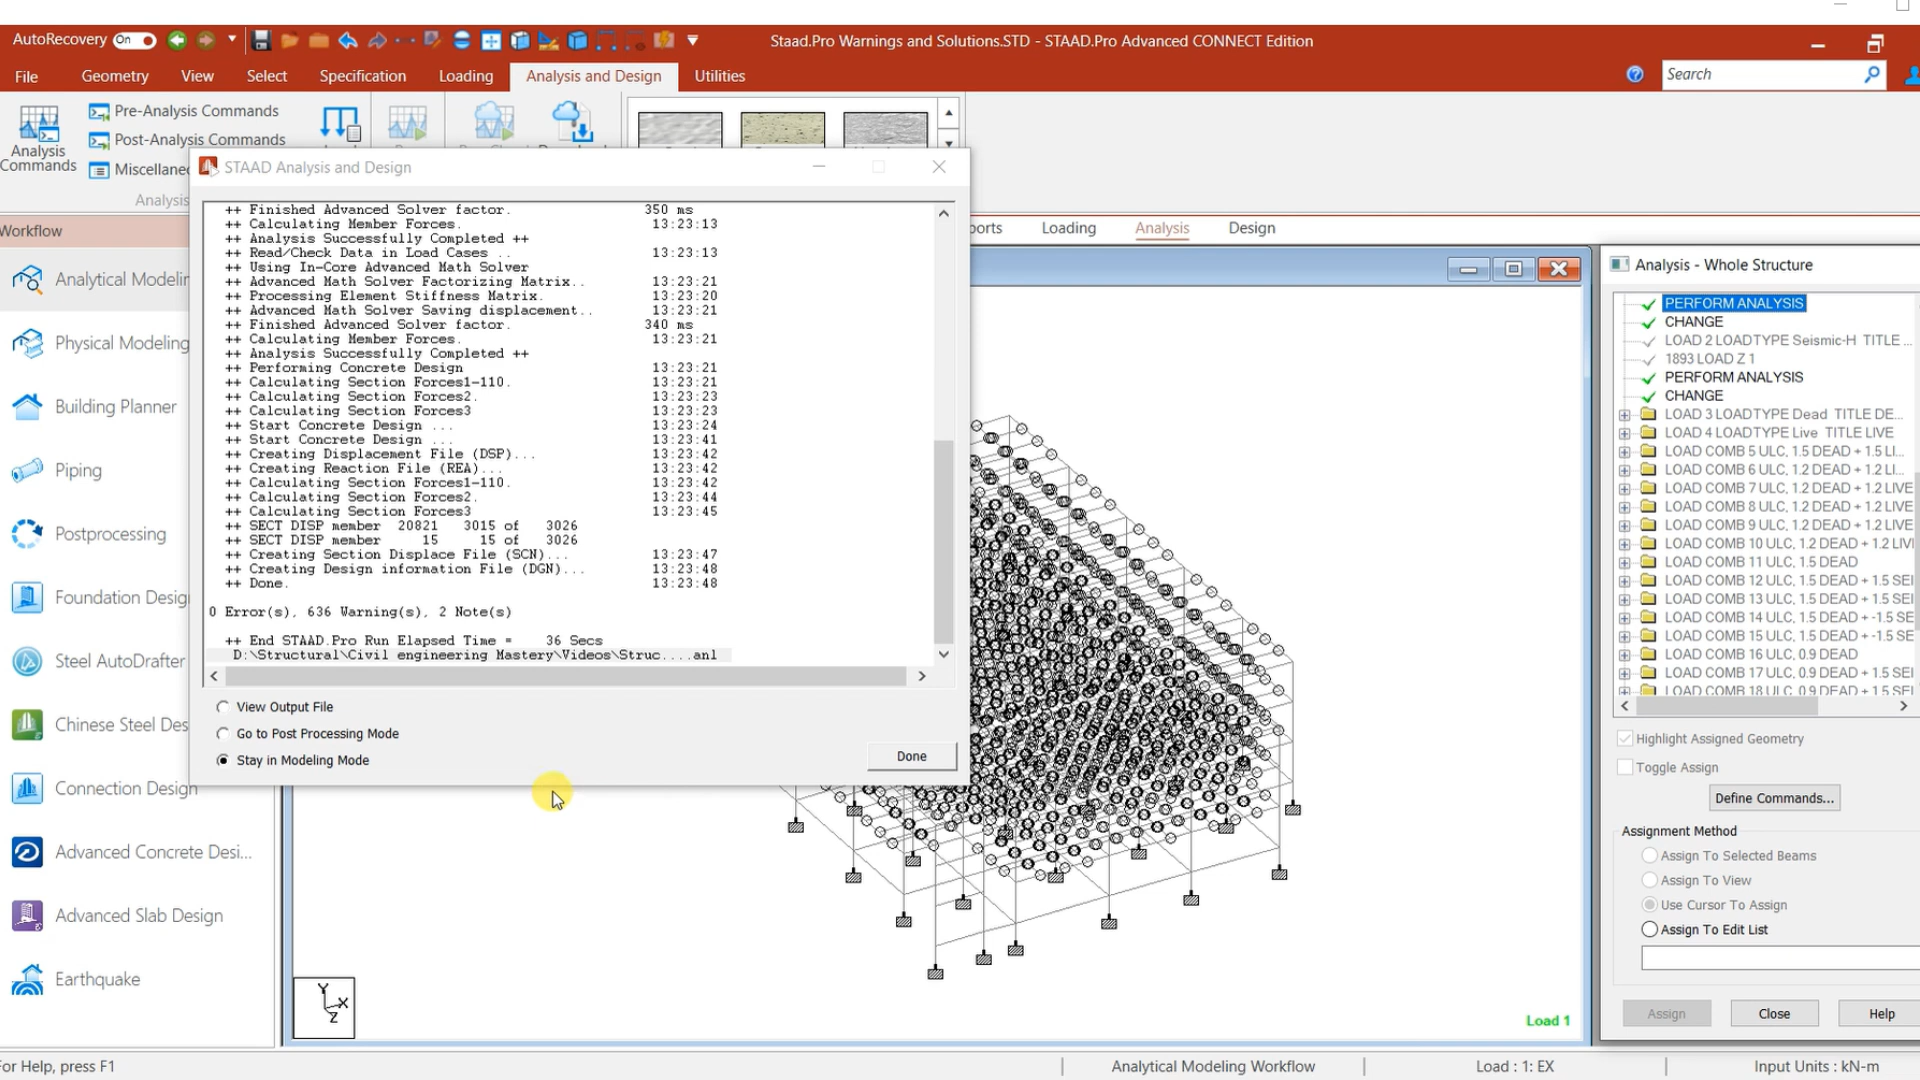 AutoRecovery On
Staad.Pro Warnings and Solutions.STD - STAAD.Pro Advanced CONNECT Edition
File Geometry View Select Specification Loading Analysis and Design Utilities
Search
Analysis Commands
Pre-Analysis Commands
Post-Analysis Commands
Miscellane
Analysis
STAAD Analysis and Design
Workflow
Analytical Modelin
Physical Modeling
Building Planner
Piping
Postprocessing
Foundation Design
Steel AutoDrafter
Chinese Steel Des
Connection Design
Advanced Concrete Desi...
Advanced Slab Design
Earthquake
++ Finished Advanced Solver factor. 350 ms
++ Calculating Member Forces. 13:23:13
++ Analysis Successfully Completed ++
++ Read/Check Data in Load Cases .. 13:23:13
++ Using In-Core Advanced Math Solver
++ Advanced Math Solver Factorizing Matrix.. 13:23:21
++ Processing Element Stiffness Matrix. 13:23:20
++ Advanced Math Solver Saving displacement.. 13:23:21
++ Finished Advanced Solver factor. 340 ms
++ Calculating Member Forces. 13:23:21
++ Analysis Successfully Completed ++
++ Performing Concrete Design 13:23:21
++ Calculating Section Forces1-110. 13:23:21
++ Calculating Section Forces2. 13:23:23
++ Calculating Section Forces3 13:23:23
++ Start Concrete Design ... 13:23:24
++ Start Concrete Design ... 13:23:41
++ Creating Displacement File (DSP)... 13:23:42
++ Creating Reaction File (REA)... 13:23:42
++ Calculating Section Forces1-110. 13:23:42
++ Calculating Section Forces2. 13:23:44
++ Calculating Section Forces3 13:23:45
++ SECT DISP member 20821 3015 of 3026
++ SECT DISP member 15 15 of 3026
++ Creating Section Displace File (SCN)... 13:23:47
++ Creating Design information File (DGN)... 13:23:48
++ Done. 13:23:48
0 Error(s), 636 Warning(s), 2 Note(s)
++ End STAAD.Pro Run Elapsed Time = 36 Secs
D:\Structural\Civil engineering Mastery\Videos\Struc....anl
View Output File
Go to Post Processing Mode
Stay in Modeling Mode
Done
ports Loading Analysis Design
Analysis - Whole Structure
PERFORM ANALYSIS
CHANGE
LOAD 2 LOADTYPE Seismic-H TITLE ...
1893 LOAD Z 1
PERFORM ANALYSIS
CHANGE
LOAD 3 LOADTYPE Dead TITLE DE...
LOAD 4 LOADTYPE Live TITLE LIVE
LOAD COMB 5 ULC, 1.5 DEAD + 1.5 LI...
LOAD COMB 6 ULC, 1.2 DEAD + 1.2 LI...
LOAD COMB 7 ULC, 1.2 DEAD + 1.2 LIVE
LOAD COMB 8 ULC, 1.2 DEAD + 1.2 LIVE
LOAD COMB 9 ULC, 1.2 DEAD + 1.2 LIVE
LOAD COMB 10 ULC, 1.2 DEAD + 1.2 LIVI
LOAD COMB 11 ULC, 1.5 DEAD
LOAD COMB 12 ULC, 1.5 DEAD + 1.5 SEI
LOAD COMB 13 ULC, 1.5 DEAD + 1.5 SEI
LOAD COMB 14 ULC, 1.5 DEAD + -1.5 SE
LOAD COMB 15 ULC, 1.5 DEAD + -1.5 SE
LOAD COMB 16 ULC, 0.9 DEAD
LOAD COMB 17 ULC, 0.9 DEAD + 1.5 SEI
LOAD COMB 18 ULC, 0.9 DEAD + 1.5 SEI
Highlight Assigned Geometry
Toggle Assign
Define Commands...
Assignment Method
Assign To Selected Beams
Assign To View
Use Cursor To Assign
Assign To Edit List
Assign Close Help
Y
X
Z
Load 1
For Help, press F1
Analytical Modeling Workflow
Load : 1: EX
Input Units : kN-m